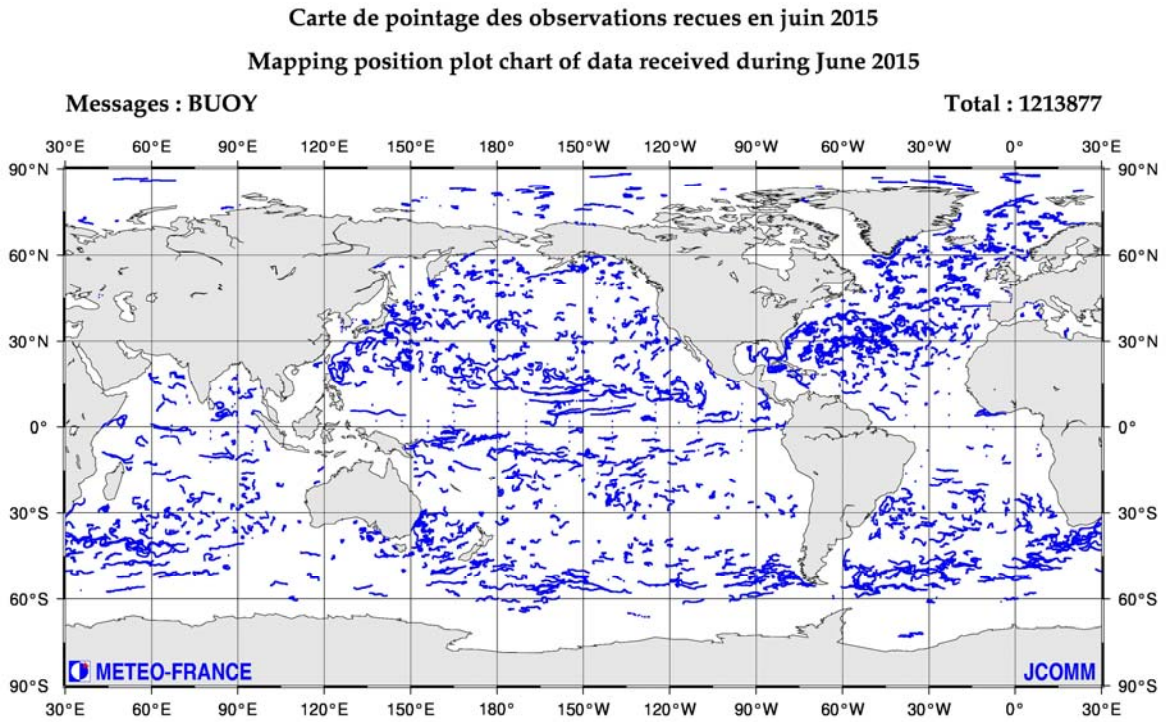 Carte de pointage des observations recues en juin 2015
Mapping position plot chart of data received during June 2015
Messages : BUOY Total : 1213877
30°E 60°E 90°E 120°E 150°E 180° 150°W 120°W 90°W 60°W 30°W 0° 30°E
90°N 90°N
60°N 60°N
30°N 30°N
0° 0°
30°S 30°S
60°S 60°S
METEO-FRANCE JCOMM
90°S 90°S
30°E 60°E 90°E 120°E 150°E 180° 150°W 120°W 90°W 60°W 30°W 0° 30°E